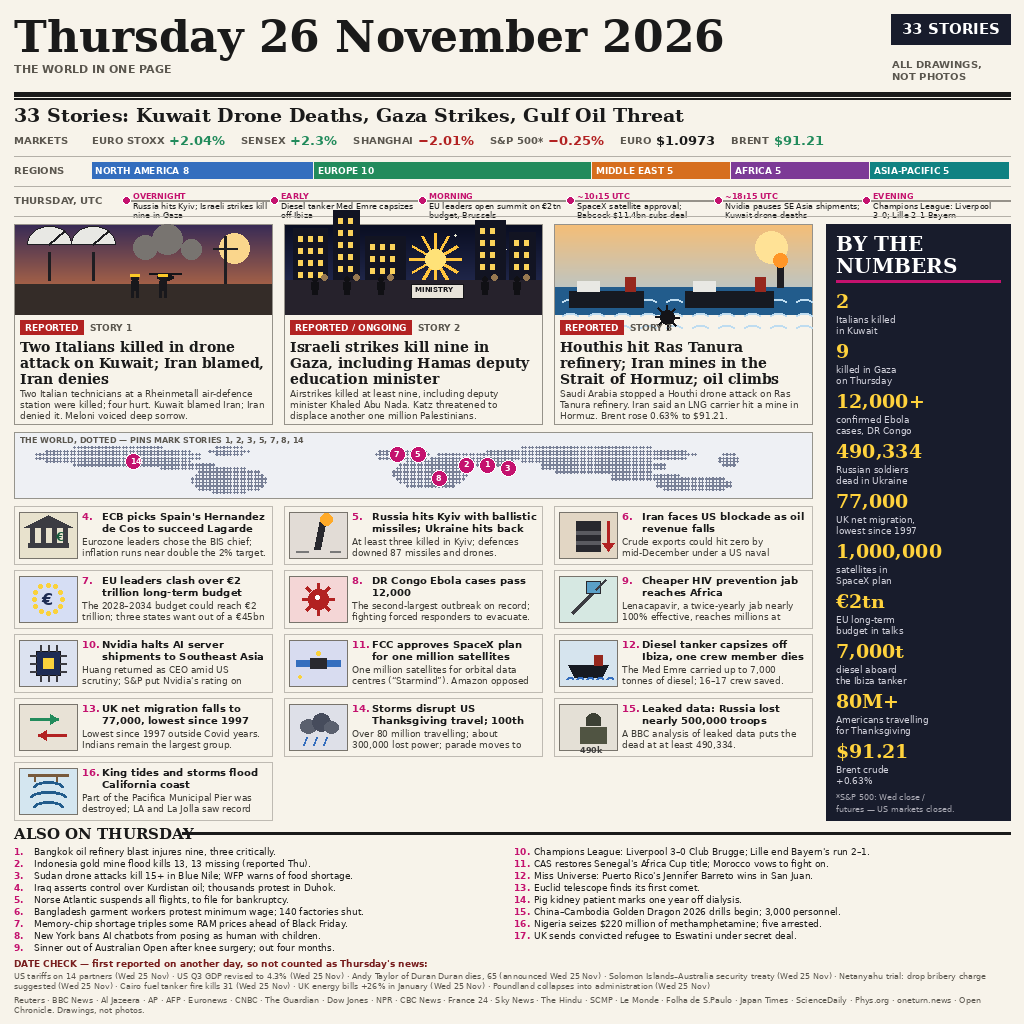 Thursday 26 November 2026
33 STORIES
THE WORLD IN ONE PAGE
ALL DRAWINGS,
NOT PHOTOS
33 Stories: Kuwait Drone Deaths, Gaza Strikes, Gulf Oil Threat
MARKETS EURO STOXX +2.04% SENSEX +2.3% SHANGHAI −2.01% S&P 500* −0.25% EURO $1.0973 BRENT $91.21
REGIONS NORTH AMERICA 8 EUROPE 10 MIDDLE EAST 5 AFRICA 5 ASIA-PACIFIC 5
THURSDAY, UTC
OVERNIGHT
Russia hits Kyiv; Israeli strikes kill
nine in Gaza
EARLY
Diesel tanker Med Emre capsizes
off Ibiza
MORNING
EU leaders open summit on €2tn
budget, Brussels
~10:15 UTC
SpaceX satellite approval;
Babcock $11.4bn subs deal
~18:15 UTC
Nvidia pauses SE Asia shipments;
Kuwait drone deaths
EVENING
Champions League: Liverpool
3–0; Lille 2–1 Bayern
REPORTED STORY 1
Two Italians killed in drone
attack on Kuwait; Iran blamed,
Iran denies
Two Italian technicians at a Rheinmetall air-defence
station were killed; four hurt. Kuwait blamed Iran; Iran
denied it. Meloni voiced deep sorrow.
MINISTRY
REPORTED / ONGOING STORY 2
Israeli strikes kill nine in
Gaza, including Hamas deputy
education minister
Airstrikes killed at least nine, including deputy
minister Khaled Abu Nada. Katz threatened to
displace another one million Palestinians.
REPORTED STORY 3
Houthis hit Ras Tanura
refinery; Iran mines in the
Strait of Hormuz; oil climbs
Saudi Arabia stopped a Houthi drone attack on Ras
Tanura refinery. Iran said an LNG carrier hit a mine in
Hormuz. Brent rose 0.63% to $91.21.
BY THE
NUMBERS
2
Italians killed
in Kuwait
9
killed in Gaza
on Thursday
12,000+
confirmed Ebola
cases, DR Congo
490,334
Russian soldiers
dead in Ukraine
77,000
UK net migration,
lowest since 1997
1,000,000
satellites in
SpaceX plan
€2tn
EU long-term
budget in talks
7,000t
diesel aboard
the Ibiza tanker
80M+
Americans travelling
for Thanksgiving
$91.21
Brent crude
+0.63%
*S&P 500: Wed close /
futures — US markets closed.
THE WORLD, DOTTED — PINS MARK STORIES 1, 2, 3, 5, 7, 8, 14
14 7 5 2 1 3 8
€
4. ECB picks Spain's Hernandez
de Cos to succeed Lagarde
Eurozone leaders chose the BIS chief;
inflation runs near double the 2% target.
5. Russia hits Kyiv with ballistic
missiles; Ukraine hits back
At least three killed in Kyiv; defences
downed 87 missiles and drones.
6. Iran faces US blockade as oil
revenue falls
Crude exports could hit zero by
mid-December under a US naval
€
7. EU leaders clash over €2
trillion long-term budget
The 2028–2034 budget could reach €2
trillion; three states want out of a €45bn
8. DR Congo Ebola cases pass
12,000
The second-largest outbreak on record;
fighting forced responders to evacuate.
9. Cheaper HIV prevention jab
reaches Africa
Lenacapavir, a twice-yearly jab nearly
100% effective, reaches millions at
10. Nvidia halts AI server
shipments to Southeast Asia
Huang returned as CEO amid US
scrutiny; S&P put Nvidia's rating on
11. FCC approves SpaceX plan
for one million satellites
One million satellites for orbital data
centres (“Starmind”). Amazon opposed
12. Diesel tanker capsizes off
Ibiza, one crew member dies
The Med Emre carried up to 7,000
tonnes of diesel; 16–17 crew saved.
13. UK net migration falls to
77,000, lowest since 1997
Lowest since 1997 outside Covid years.
Indians remain the largest group.
14. Storms disrupt US
Thanksgiving travel; 100th
Over 80 million travelling; about
300,000 lost power; parade moves to
490k
15. Leaked data: Russia lost
nearly 500,000 troops
A BBC analysis of leaked data puts the
dead at at least 490,334.
16. King tides and storms flood
California coast
Part of the Pacifica Municipal Pier was
destroyed; LA and La Jolla saw record
ALSO ON THURSDAY
1. Bangkok oil refinery blast injures nine, three critically.
2. Indonesia gold mine flood kills 13, 13 missing (reported Thu).
3. Sudan drone attacks kill 15+ in Blue Nile; WFP warns of food shortage.
4. Iraq asserts control over Kurdistan oil; thousands protest in Duhok.
5. Norse Atlantic suspends all flights, to file for bankruptcy.
6. Bangladesh garment workers protest minimum wage; 140 factories shut.
7. Memory-chip shortage triples some RAM prices ahead of Black Friday.
8. New York bans AI chatbots from posing as human with children.
9. Sinner out of Australian Open after knee surgery; out four months.
10. Champions League: Liverpool 3–0 Club Brugge; Lille end Bayern's run 2–1.
11. CAS restores Senegal's Africa Cup title; Morocco vows to fight on.
12. Miss Universe: Puerto Rico's Jennifer Barreto wins in San Juan.
13. Euclid telescope finds its first comet.
14. Pig kidney patient marks one year off dialysis.
15. China–Cambodia Golden Dragon 2026 drills begin; 3,000 personnel.
16. Nigeria seizes $220 million of methamphetamine; five arrested.
17. UK sends convicted refugee to Eswatini under secret deal.
DATE CHECK — first reported on another day, so not counted as Thursday's news:
US tariffs on 14 partners (Wed 25 Nov) · US Q3 GDP revised to 4.3% (Wed 25 Nov) · Andy Taylor of Duran Duran dies, 65 (announced Wed 25 Nov) · Solomon Islands–Australia security treaty (Wed 25 Nov) · Netanyahu trial: drop bribery charge
suggested (Wed 25 Nov) · Cairo fuel tanker fire kills 31 (Wed 25 Nov) · UK energy bills +26% in January (Wed 25 Nov) · Poundland collapses into administration (Wed 25 Nov)
Reuters · BBC News · Al Jazeera · AP · AFP · Euronews · CNBC · The Guardian · Dow Jones · NPR · CBC News · France 24 · Sky News · The Hindu · SCMP · Le Monde · Folha de S.Paulo · Japan Times · ScienceDaily · Phys.org · oneturn.news · Open
Chronicle. Drawings, not photos.